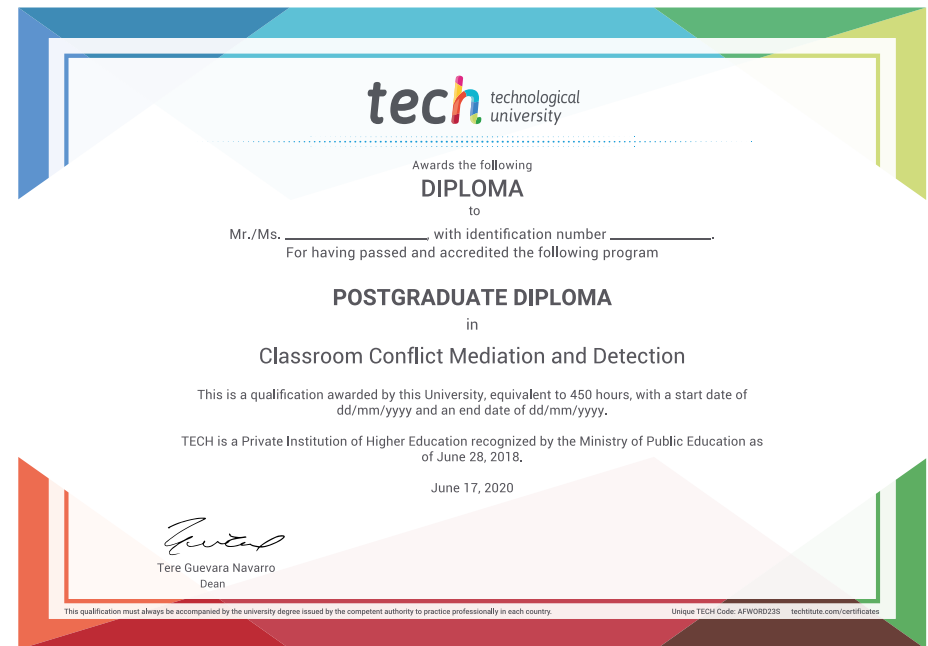 tech technological
university
Awards the following
DIPLOMA
to
Mr./Ms. ____________________, with identification number ______________.
For having passed and accredited the following program
POSTGRADUATE DIPLOMA
in
Classroom Conflict Mediation and Detection
This is a qualification awarded by this University, equivalent to 450 hours, with a start date of
dd/mm/yyyy and an end date of dd/mm/yyyy.
TECH is a Private Institution of Higher Education recognized by the Ministry of Public Education as
of June 28, 2018.
June 17, 2020
Tere Guevara Navarro
Dean
This qualification must always be accompanied by the university degree issued by the competent authority to practice professionally in each country.
Unique TECH Code: AFWORD23S techtitute.com/certificates